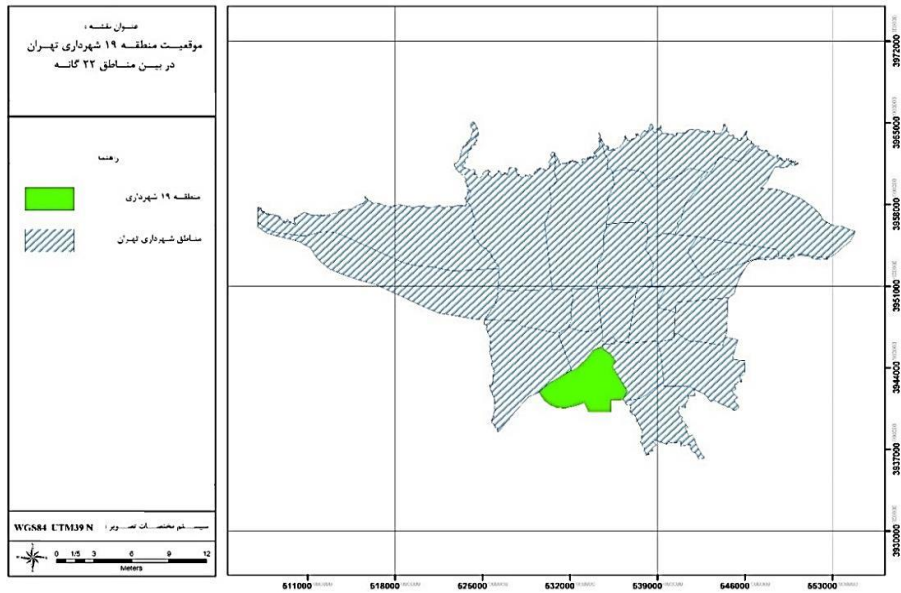 عنوان نقشه :
موقعیت منطقه ۱۹ شهرداری تهران
در بین مناطق ۲۲ گانه
راهنما
منطقه ۱۹ شهرداری
مناطق شهرداری تهران
سیستم مختصات تصویر : WGS84 UTM39 N
0 1/5 3 6 9 12
Meters
3972000
3965000
3958000
3951000
3944000
3937000
3930000
511000 518000 525000 532000 539000 546000 553000